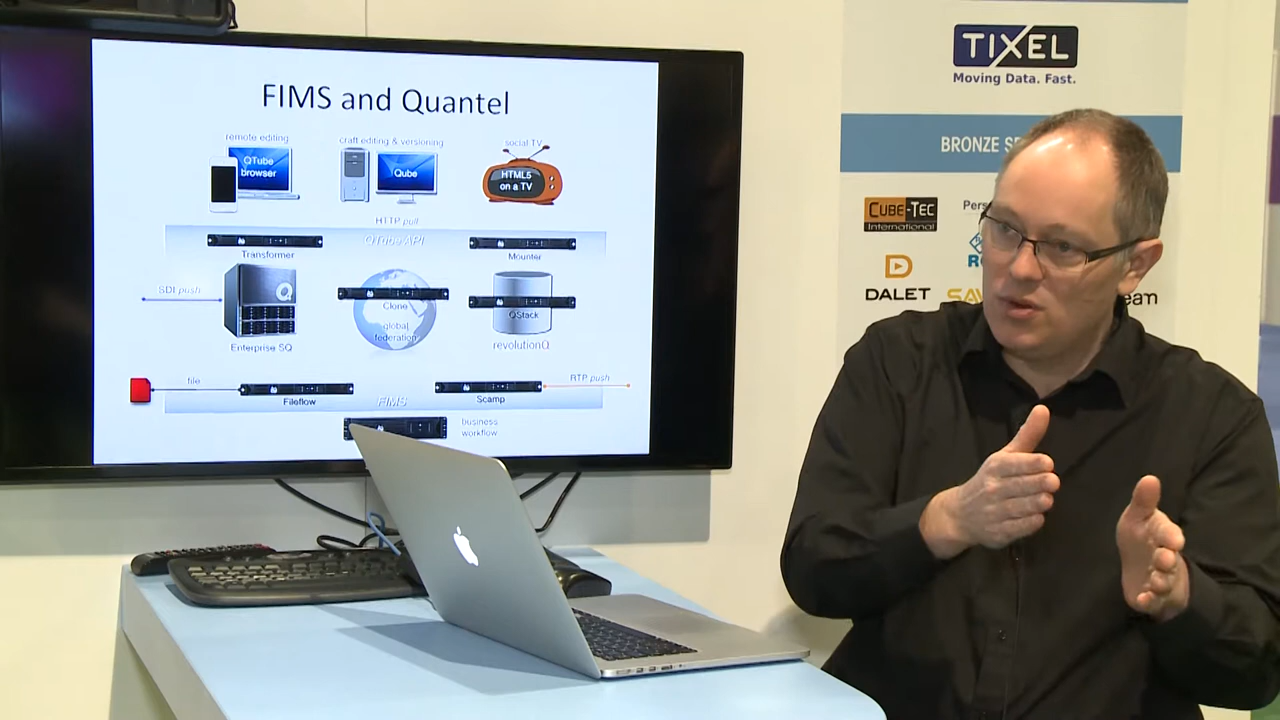 FIMS and Quantel
remote editing
craft editing & versioning
social TV
QTube
browser
Qube
HTML5
on a TV
HTTP pull
QTubeAPI
Transformer
Mounter
SDI push
Q
Clone
global
federation
QStack
Enterprise SQ
revolutionQ
file
RTP push
Fileflow
FIMS
Scamp
business
workflow
TIXEL
Moving Data. Fast.
BRONZE
CUBE-TEC
International
DALET